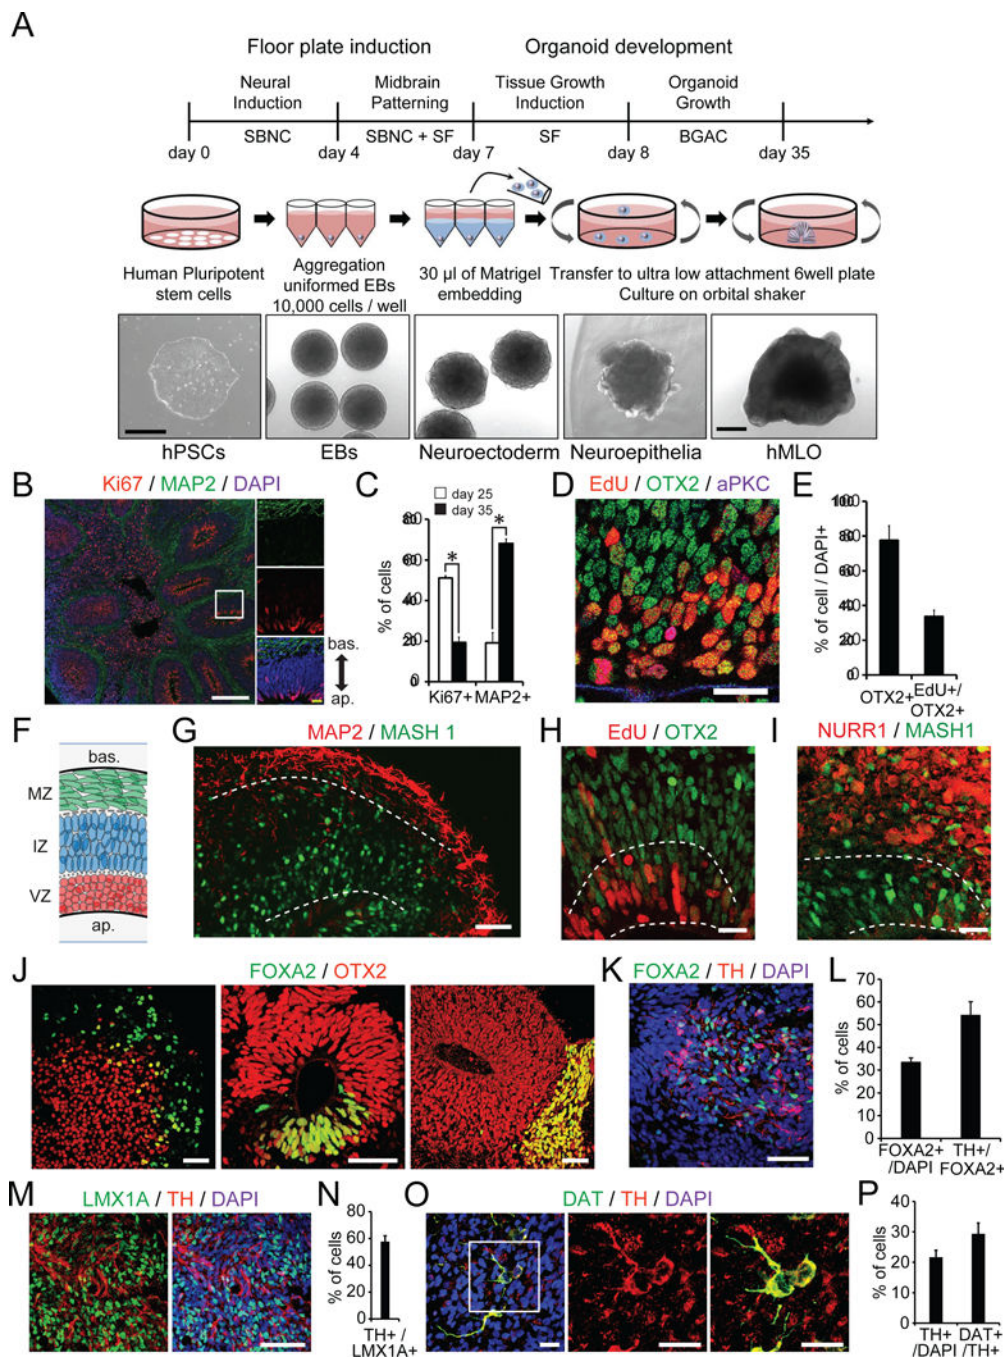 A
Floor plate induction
Organoid development
Neural Induction
Midbrain Patterning
Tissue Growth Induction
Organoid Growth
SBNC
SBNC + SF
SF
BGAC
day 0
day 4
day 7
day 8
day 35
Human Pluripotent stem cells
Aggregation uniformed EBs 10,000 cells / well
30 µl of Matrigel embedding
Transfer to ultra low attachment 6well plate
Culture on orbital shaker
hPSCs
EBs
Neuroectoderm
Neuroepithelia
hMLO
B
Ki67 / MAP2 / DAPI
bas.
ap.
C
day 25
day 35
% of cells
80
60
40
20
0
*
*
Ki67+
MAP2+
D
EdU / OTX2 / aPKC
E
% of cell / DAPI+
100
80
60
40
20
0
OTX2+
EdU+/
OTX2+
F
bas.
MZ
IZ
VZ
ap.
G
MAP2 / MASH 1
H
EdU / OTX2
I
NURR1 / MASH1
J
FOXA2 / OTX2
K
FOXA2 / TH / DAPI
L
% of cells
70
60
50
40
30
20
10
0
FOXA2+
/DAPI
TH+/
FOXA2+
M
LMX1A / TH / DAPI
N
% of cells
80
60
40
20
0
TH+ /
LMX1A+
O
DAT / TH / DAPI
P
% of cells
40
30
20
10
0
TH+
/DAPI
DAT+
/TH+